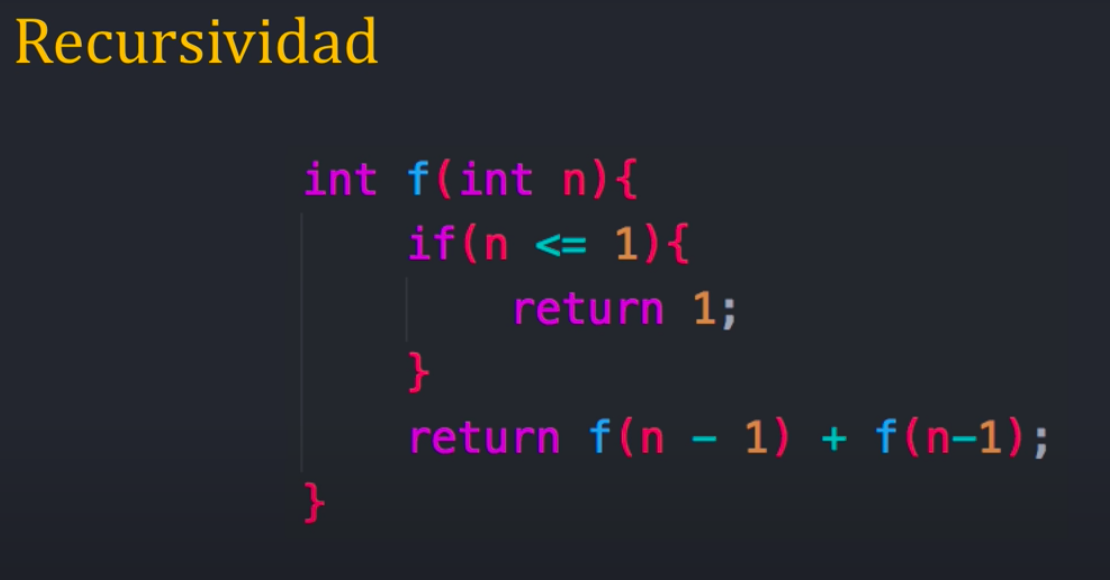 Recursividad
int f(int n){
if(n <= 1){
return 1;
}
return f(n - 1) + f(n-1);
}